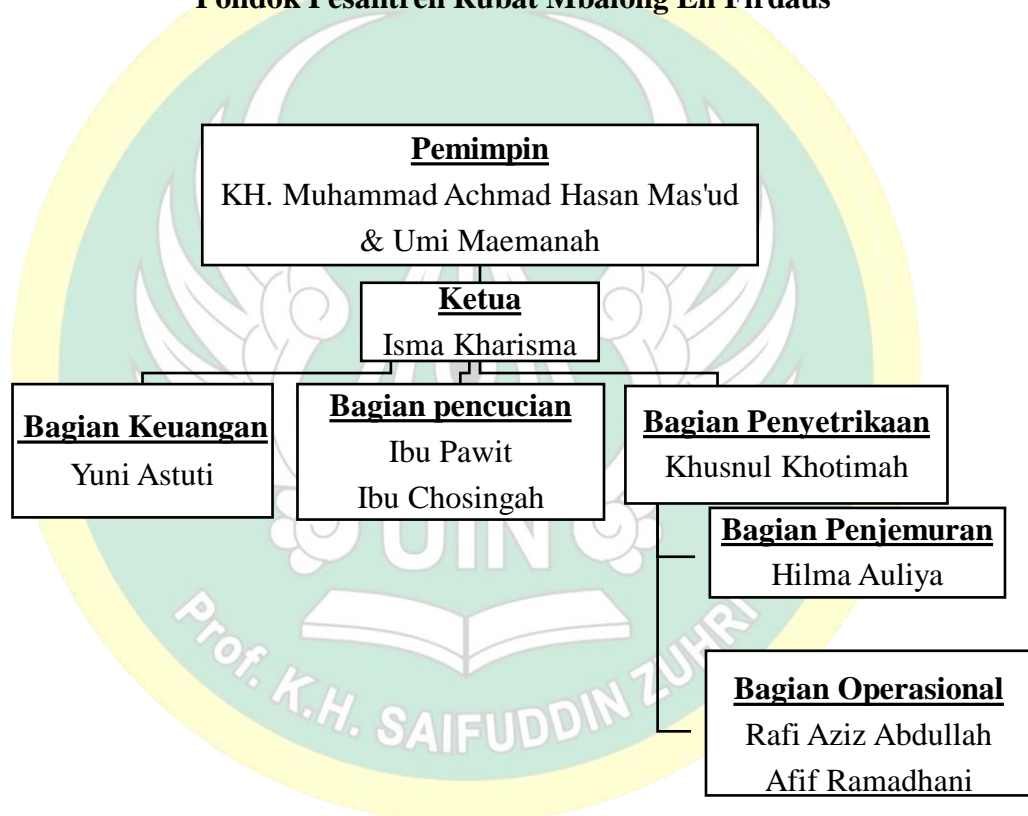 Pondok Pesantren Rubat Mbalong Ell Firdaus
Pemimpin
KH. Muhammad Achmad Hasan Mas'ud
& Umi Maemanah
Ketua
Isma Kharisma
Bagian Keuangan
Yuni Astuti
Bagian pencucian
Ibu Pawit
Ibu Chosingah
Bagian Penyetrikaan
Khusnul Khotimah
Bagian Penjemuran
Hilma Auliya
Bagian Operasional
Rafi Aziz Abdullah
Afif Ramadhani
UIN
Prof. K.H. SAIFUDDIN ZUHRI